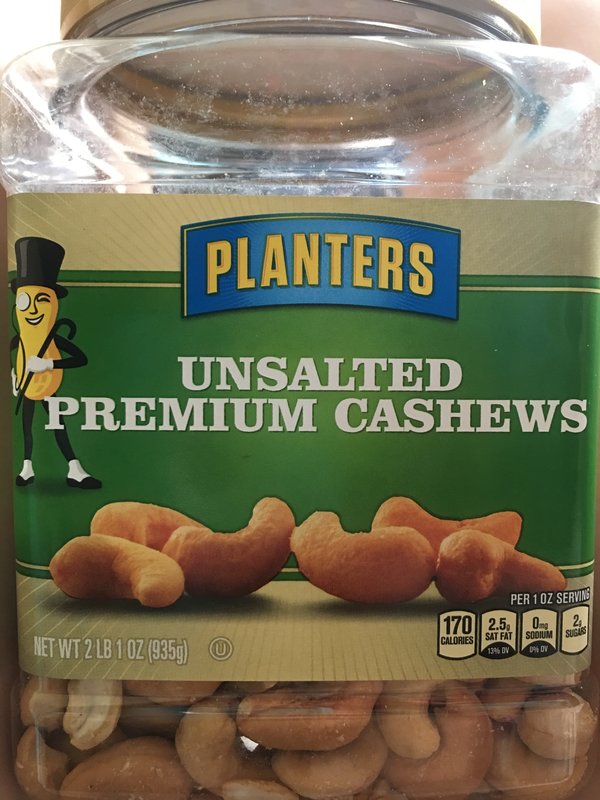 PLANTERS
UNSALTED
PREMIUM CASHEWS
PER 1 OZ SERVING
170 CALORIES
2.5g SAT FAT 13% DV
0mg SODIUM 0% DV
2g SUGARS
NET WT 2 LB 1 OZ (935g) U